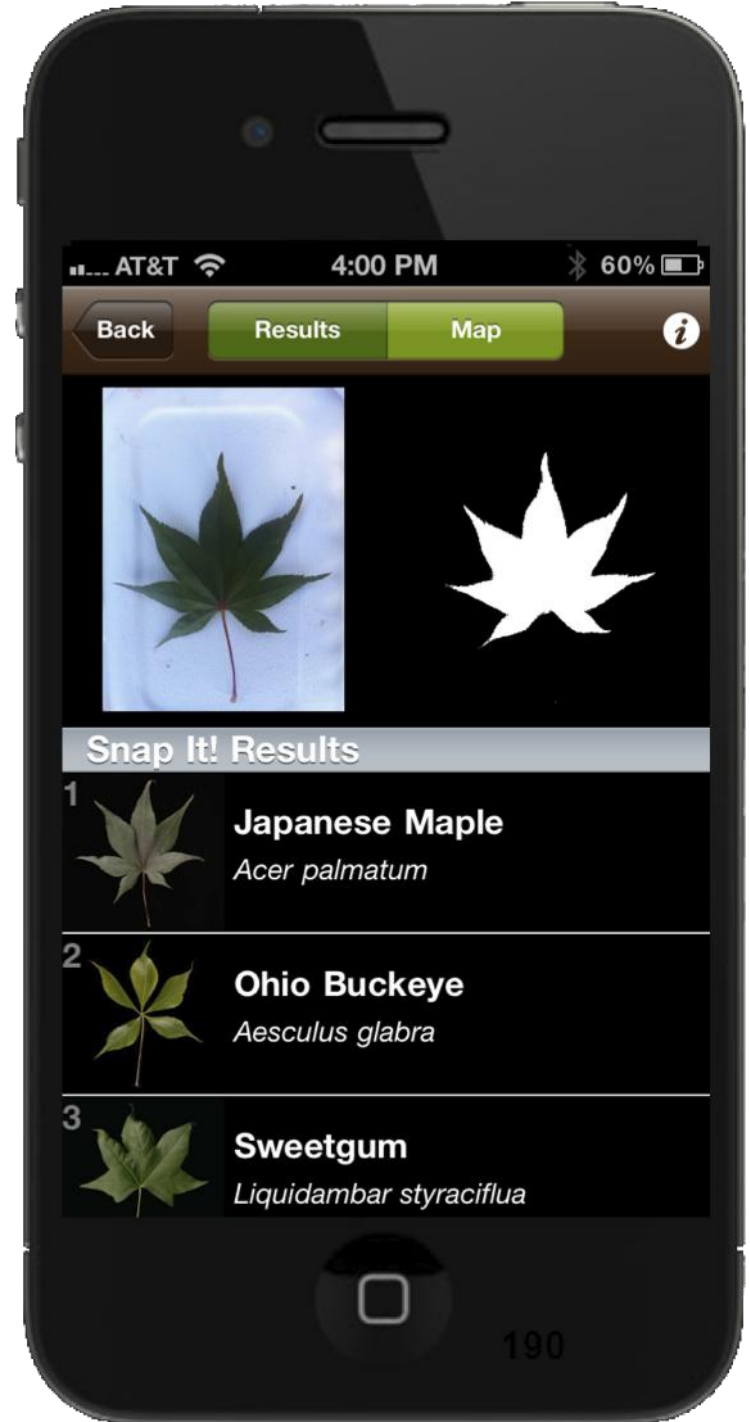 AT&T 4:00 PM 60%
Back Results Map i
Snap It! Results
1
Japanese Maple
Acer palmatum
2
Ohio Buckeye
Aesculus glabra
3
Sweetgum
Liquidambar styraciflua
190